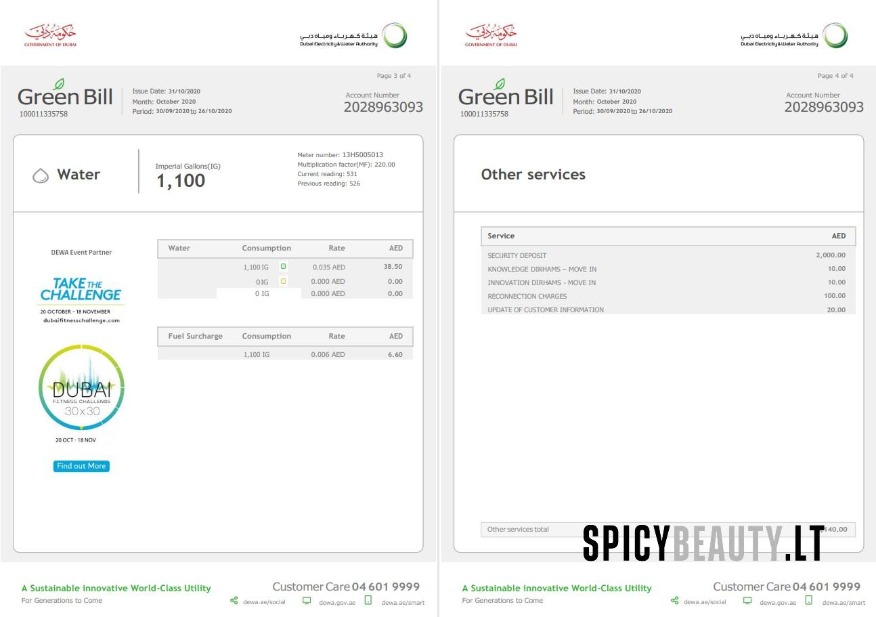 حكومة دبي
GOVERNMENT OF DUBAI
هيئة كهرباء ومياه دبي
Dubai Electricity&Water Authority
Page 3 of 4
Green Bill
100011335758
Issue Date: 31/10/2020
Month: October 2020
Period: 30/09/2020 to 26/10/2020
Account Number
2028963093
Water
Imperial Gallons(IG)
1,100
Meter number: 13HS005013
Multiplication factor(MF): 220.00
Current reading: 531
Previous reading: 526
DEWA Event Partner
TAKE THE
CHALLENGE
20 OCTOBER - 18 NOVEMBER
dubaifitnesschallenge.com
DUBAI
FITNESS CHALLENGE
30x30
20 OCT - 18 NOV
Find out More
Water Consumption Rate AED
1,100 IG 0.035 AED 38.50
0 IG 0.000 AED 0.00
0 IG 0.000 AED 0.00
Fuel Surcharge Consumption Rate AED
1,100 IG 0.006 AED 6.60
A Sustainable Innovative World-Class Utility
For Generations to Come
Customer Care 04 601 9999
dewa.ae/social dewa.gov.ae dewa.ae/smart
حكومة دبي
GOVERNMENT OF DUBAI
هيئة كهرباء ومياه دبي
Dubai Electricity&Water Authority
Page 4 of 4
Green Bill
100011335758
Issue Date: 31/10/2020
Month: October 2020
Period: 30/09/2020 to 26/10/2020
Account Number
2028963093
Other services
Service AED
SECURITY DEPOSIT 2,000.00
KNOWLEDGE DIRHAMS – MOVE IN 10.00
INNOVATION DIRHAMS - MOVE IN 10.00
RECONNECTION CHARGES 100.00
UPDATE OF CUSTOMER INFORMATION 20.00
Other services total
SPICYBEAUTY.LT
A Sustainable Innovative World-Class Utility
For Generations to Come
Customer Care 04 601 9999
dewa.ae/social dewa.gov.ae dewa.ae/smart